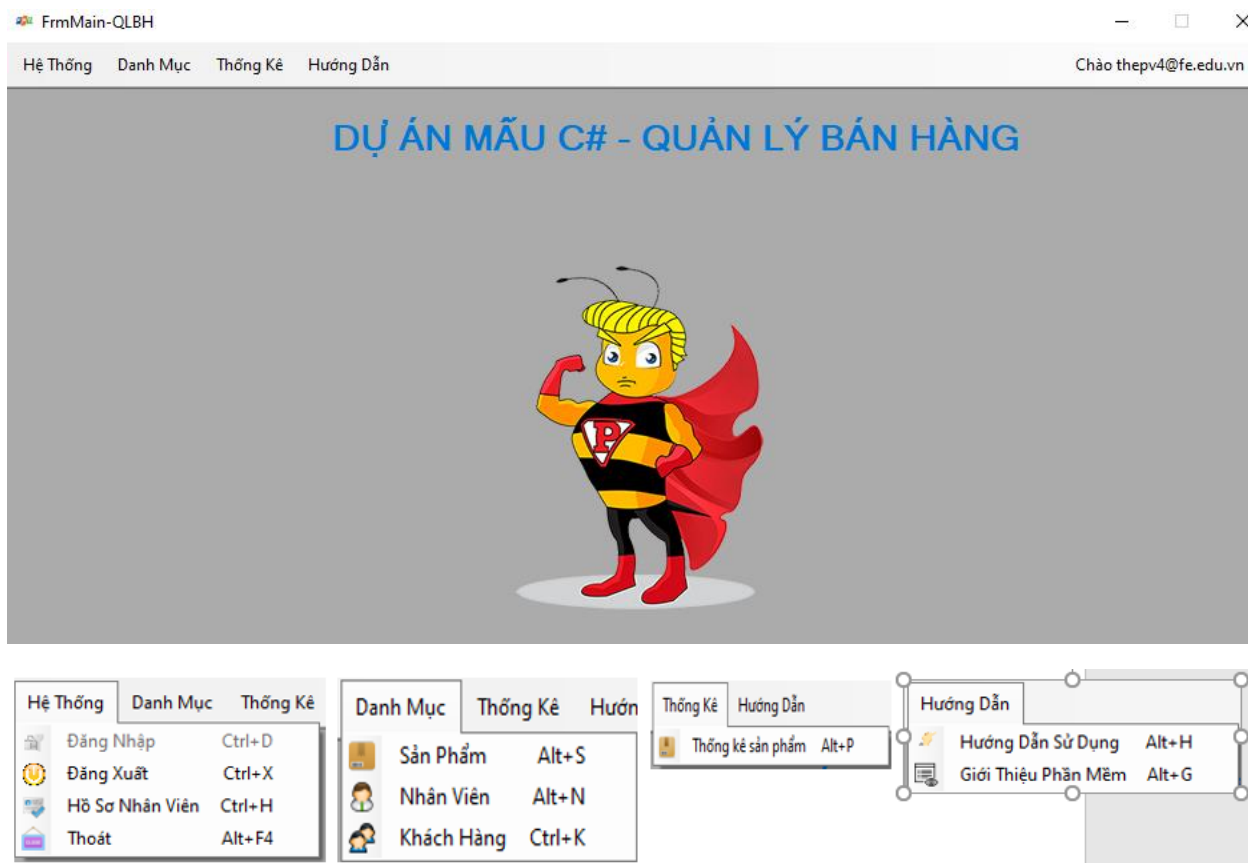 FrmMain-QLBH
Hệ Thống Danh Mục Thống Kê Hướng Dẫn Chào thepv4@fe.edu.vn
DỰ ÁN MẪU C# - QUẢN LÝ BÁN HÀNG
P
Hệ Thống Danh Mục Thống Kê
Đăng Nhập Ctrl+D
Đăng Xuất Ctrl+X
Hồ Sơ Nhân Viên Ctrl+H
Thoát Alt+F4
Danh Mục Thống Kê Hướn
Sản Phẩm Alt+S
Nhân Viên Alt+N
Khách Hàng Ctrl+K
Thống Kê Hướng Dẫn
Thống kê sản phẩm Alt+P
Hướng Dẫn
Hướng Dẫn Sử Dụng Alt+H
Giới Thiệu Phần Mềm Alt+G